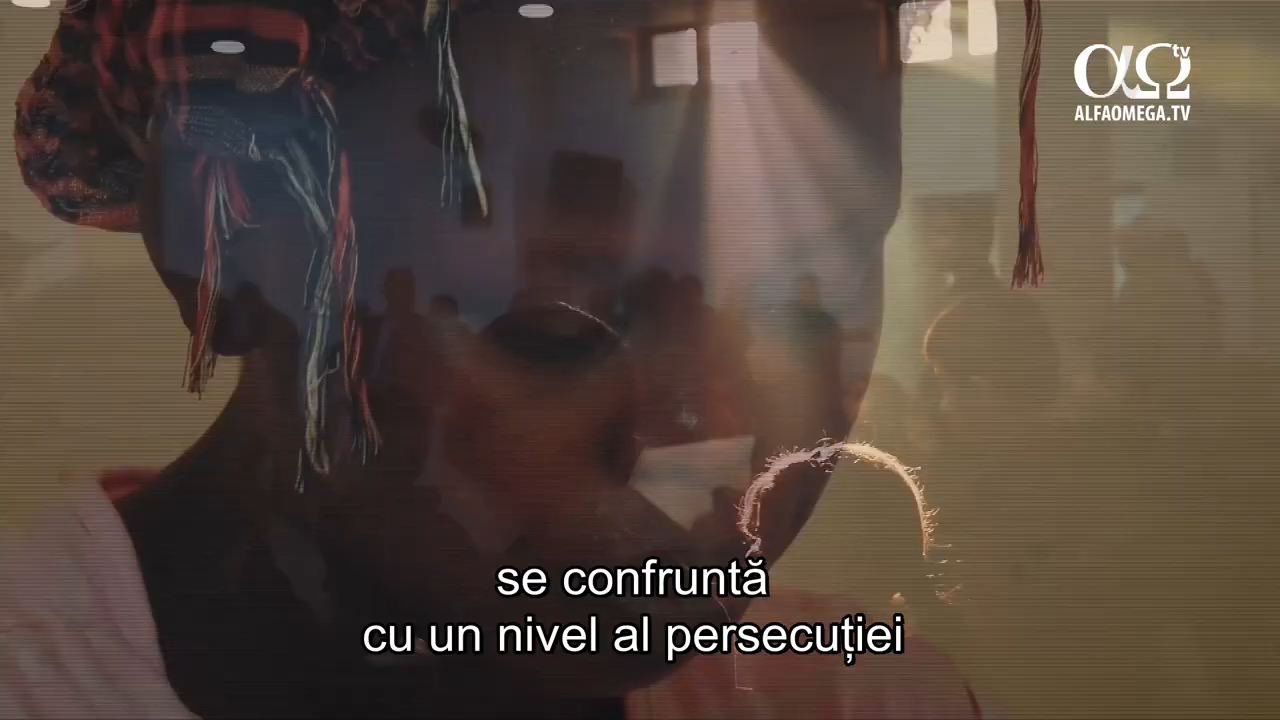 αΩ tv
ALFAOMEGA.TV
se confruntă
cu un nivel al persecuției